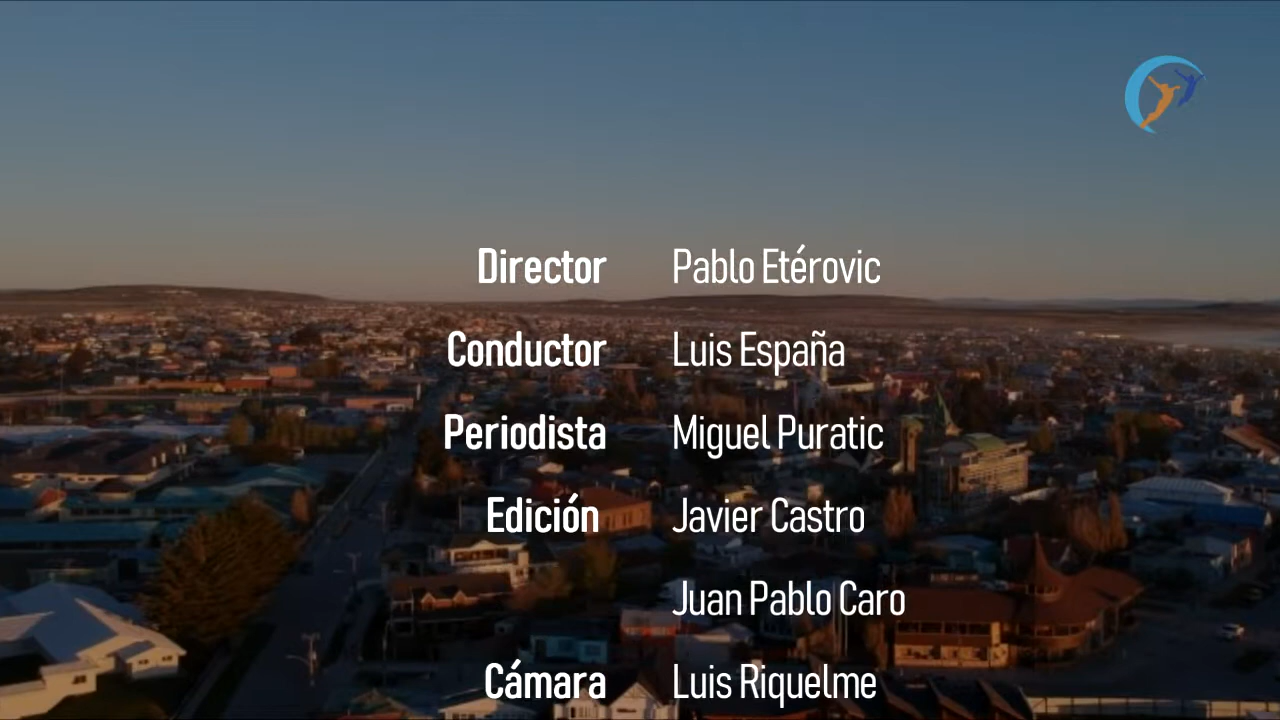 Director Pablo Etérovic
Conductor Luis España
Periodista Miguel Puratic
Edición Javier Castro
Juan Pablo Caro
Cámara Luis Riquelme